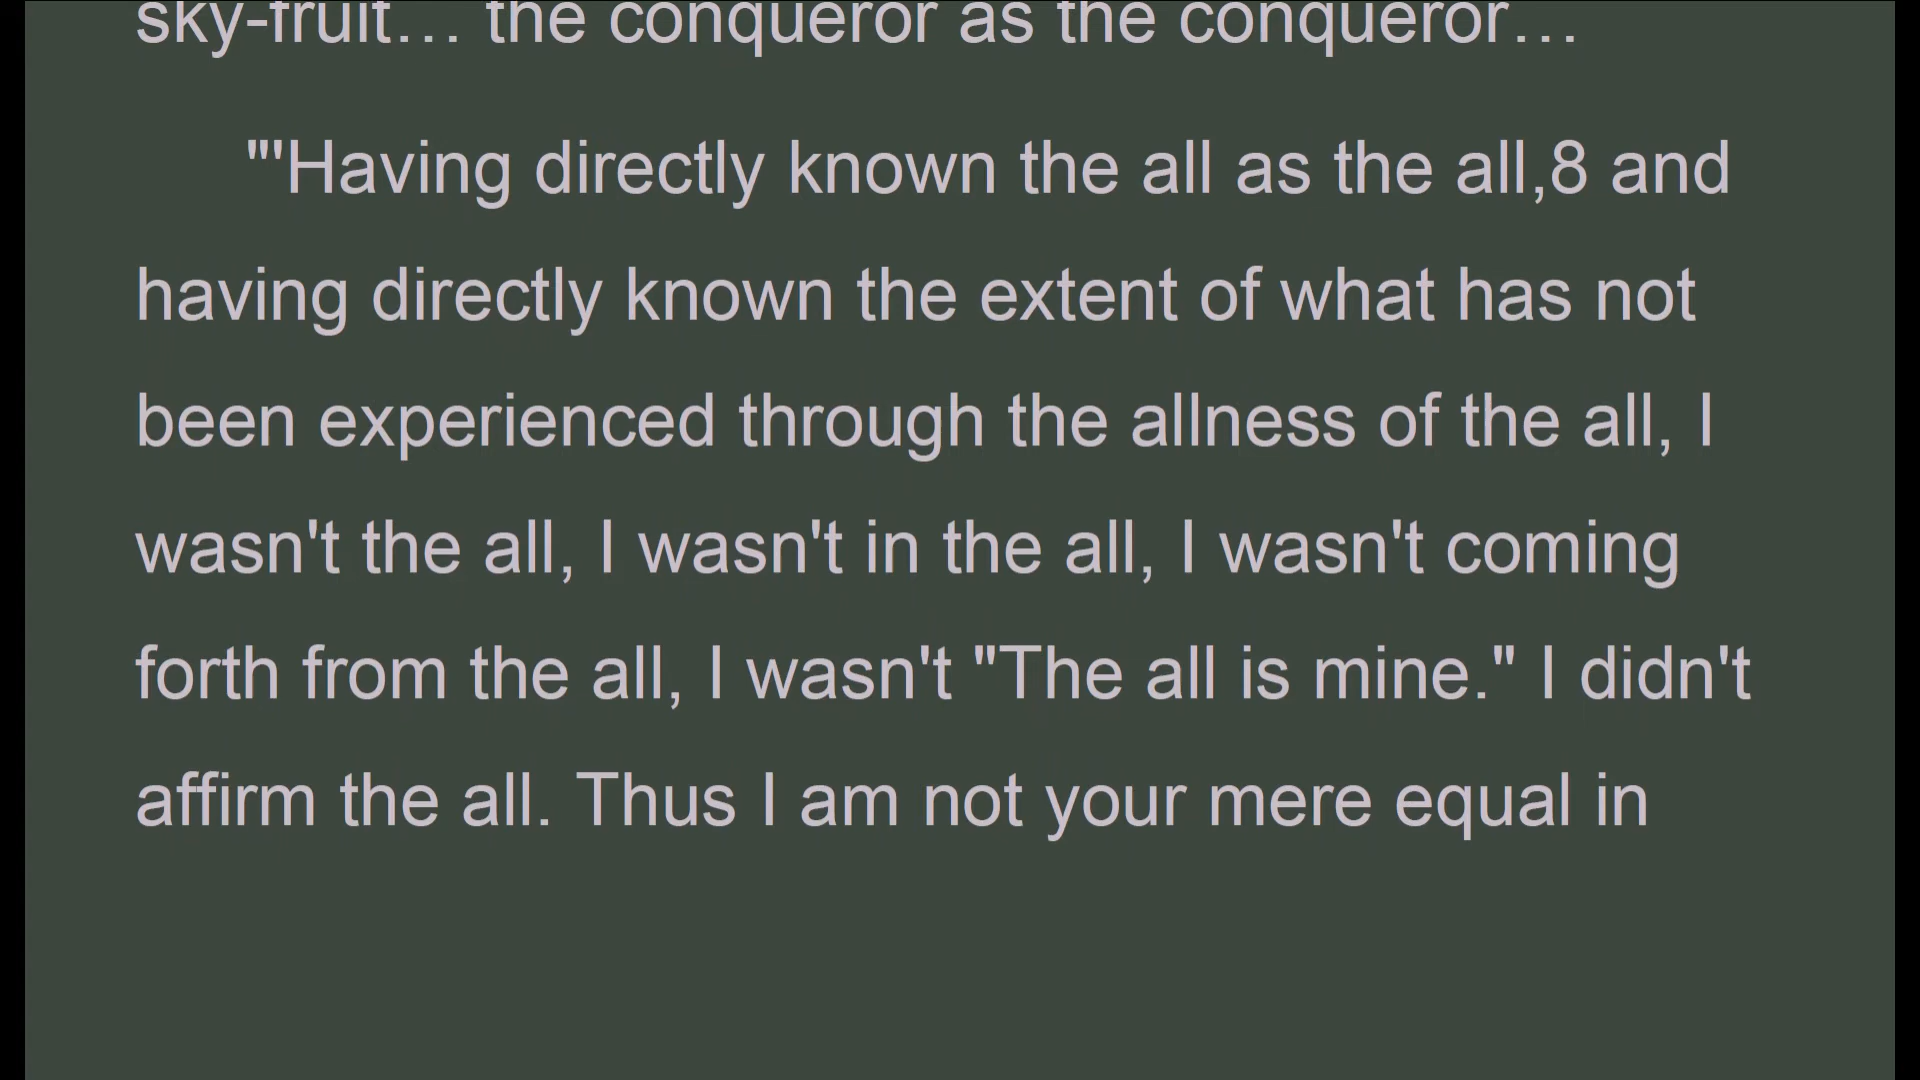 sky-fruit… the conqueror as the conqueror…
"'Having directly known the all as the all,8 and
having directly known the extent of what has not
been experienced through the allness of the all, I
wasn't the all, I wasn't in the all, I wasn't coming
forth from the all, I wasn't "The all is mine." I didn't
affirm the all. Thus I am not your mere equal in